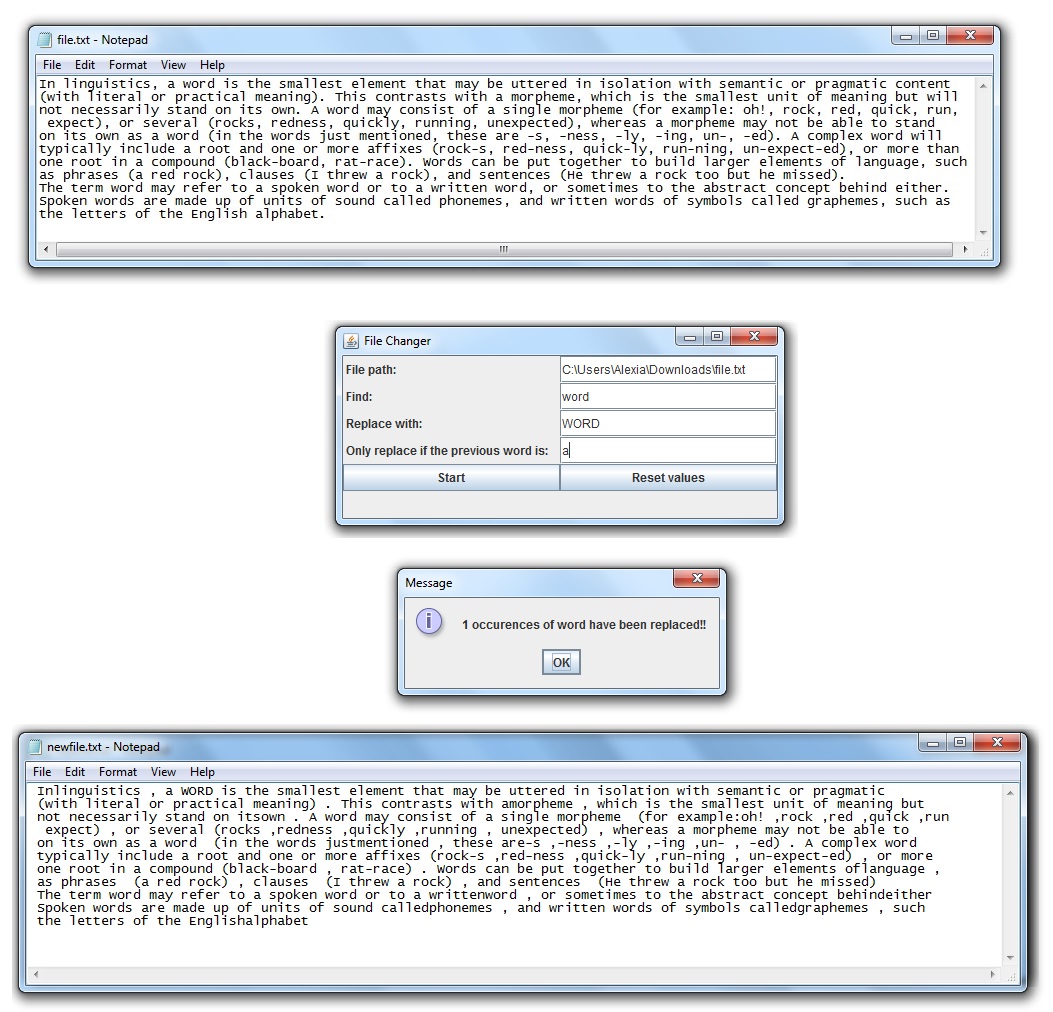 file.txt - Notepad
File Edit Format View Help
In linguistics, a word is the smallest element that may be uttered in isolation with semantic or pragmatic content
(with literal or practical meaning). This contrasts with a morpheme, which is the smallest unit of meaning but will
not necessarily stand on its own. A word may consist of a single morpheme (for example: oh!, rock, red, quick, run,
expect), or several (rocks, redness, quickly, running, unexpected), whereas a morpheme may not be able to stand
on its own as a word (in the words just mentioned, these are -s, -ness, -ly, -ing, un-, -ed). A complex word will
typically include a root and one or more affixes (rock-s, red-ness, quick-ly, run-ning, un-expect-ed), or more than
one root in a compound (black-board, rat-race). Words can be put together to build larger elements of language, such
as phrases (a red rock), clauses (I threw a rock), and sentences (He threw a rock too but he missed).
The term word may refer to a spoken word or to a written word, or sometimes to the abstract concept behind either.
Spoken words are made up of units of sound called phonemes, and written words of symbols called graphemes, such as
the letters of the English alphabet.
File Changer
File path: C:\Users\Alexia\Downloads\file.txt
Find: word
Replace with: WORD
Only replace if the previous word is: a
Start Reset values
Message
1 occurences of word have been replaced!!
OK
newfile.txt - Notepad
File Edit Format View Help
Inlinguistics , a WORD is the smallest element that may be uttered in isolation with semantic or pragmatic
(with literal or practical meaning) . This contrasts with amorpheme , which is the smallest unit of meaning but
not necessarily stand on itsown . A word may consist of a single morpheme  (for example:oh! ,rock ,red ,quick ,run
expect) , or several (rocks ,redness ,quickly ,running , unexpected) , whereas a morpheme may not be able to
on its own as a word  (in the words justmentioned , these are-s ,-ness ,-ly ,-ing ,un- , -ed) . A complex word
typically include a root and one or more affixes (rock-s ,red-ness ,quick-ly ,run-ning , un-expect-ed) , or more
one root in a compound (black-board , rat-race) . Words can be put together to build larger elements oflanguage ,
as phrases  (a red rock) , clauses  (I threw a rock) , and sentences  (He threw a rock too but he missed)
The term word may refer to a spoken word or to a writtenword , or sometimes to the abstract concept behindeither
Spoken words are made up of units of sound calledphonemes , and written words of symbols calledgraphemes , such
the letters of the Englishalphabet